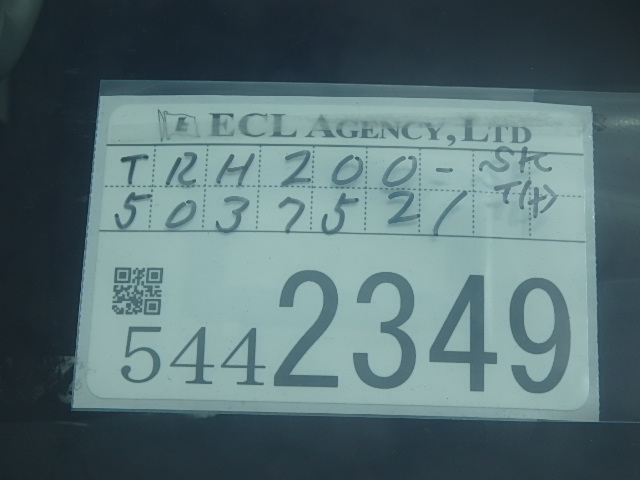 ECL AGENCY, LTD
TRH200-
5037521
5442349